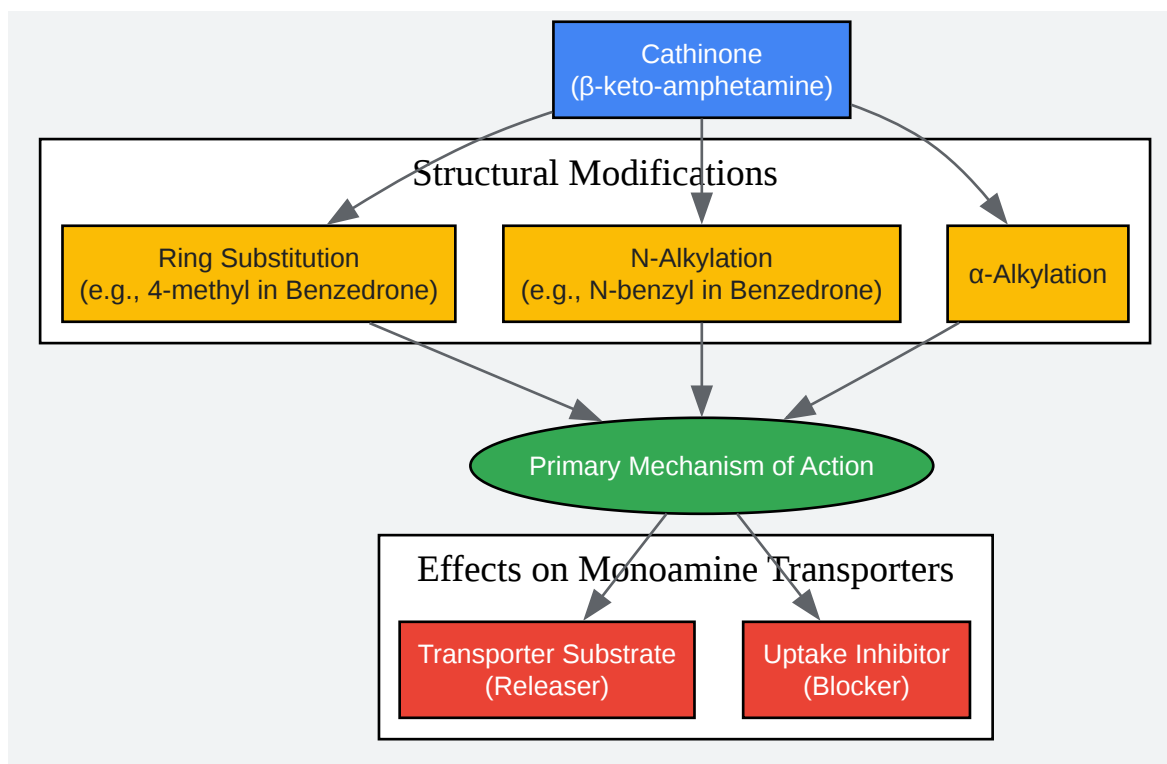 Cathinone
(β-keto-amphetamine)
Structural Modifications
Ring Substitution
(e.g., 4-methyl in Benzedrone)
N-Alkylation
(e.g., N-benzyl in Benzedrone)
α-Alkylation
Primary Mechanism of Action
Effects on Monoamine Transporters
Transporter Substrate
(Releaser)
Uptake Inhibitor
(Blocker)